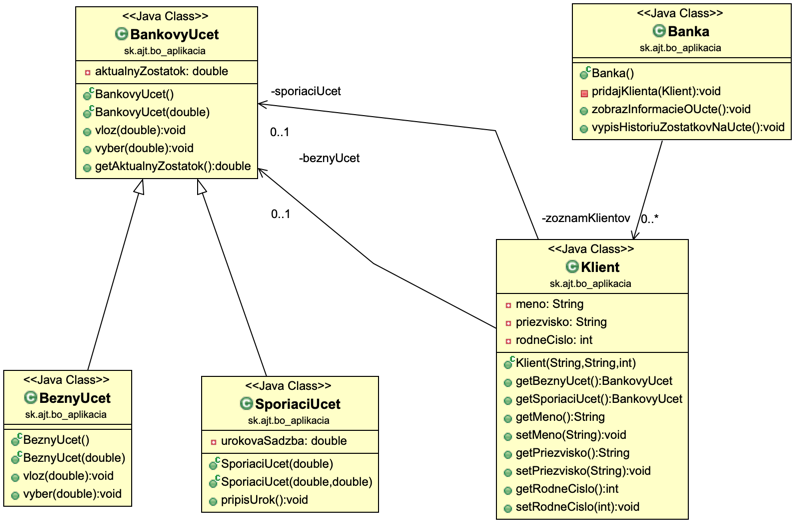 <<Java Class>>
BankovyUcet
sk.ajt.bo_aplikacia
aktualnyZostatok: double
BankovyUcet()
BankovyUcet(double)
vloz(double):void
vyber(double):void
getAktualnyZostatok():double
<<Java Class>>
Banka
sk.ajt.bo_aplikacia
Banka()
pridajKlienta(Klient):void
zobrazInformacieOUcte():void
vypisHistoriuZostatkovNaUcte():void
-sporiaciUcet
0..1
-beznyUcet
0..1
-zoznamKlientov
0..*
<<Java Class>>
Klient
sk.ajt.bo_aplikacia
meno: String
priezvisko: String
rodneCislo: int
Klient(String,String,int)
getBeznyUcet():BankovyUcet
getSporiaciUcet():BankovyUcet
getMeno():String
setMeno(String):void
getPriezvisko():String
setPriezvisko(String):void
getRodneCislo():int
setRodneCislo(int):void
<<Java Class>>
BeznyUcet
sk.ajt.bo_aplikacia
BeznyUcet()
BeznyUcet(double)
vloz(double):void
vyber(double):void
<<Java Class>>
SporiaciUcet
sk.ajt.bo_aplikacia
urokovaSadzba: double
SporiaciUcet(double)
SporiaciUcet(double,double)
pripisUrok():void